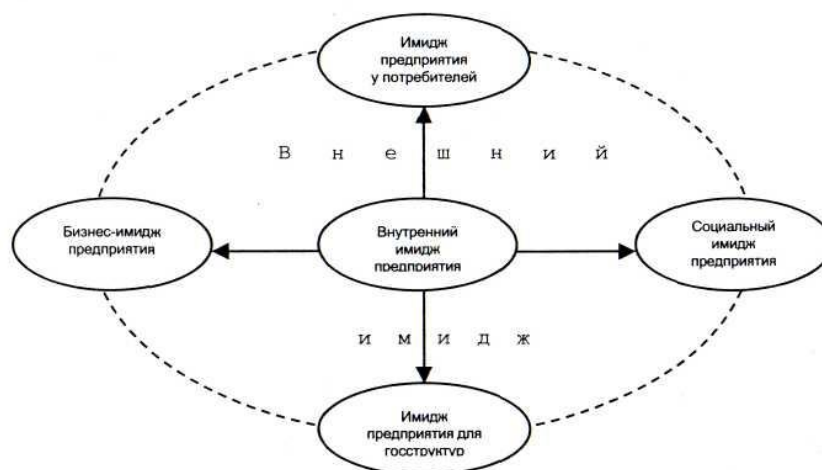 Имидж
предприятия
у потребителей
В н е ш н и й
Бизнес-имидж
предприятия
Внутренний
имидж
предприятия
Социальный
имидж
предприятия
и м и д ж
Имидж
предприятия для
госструктур